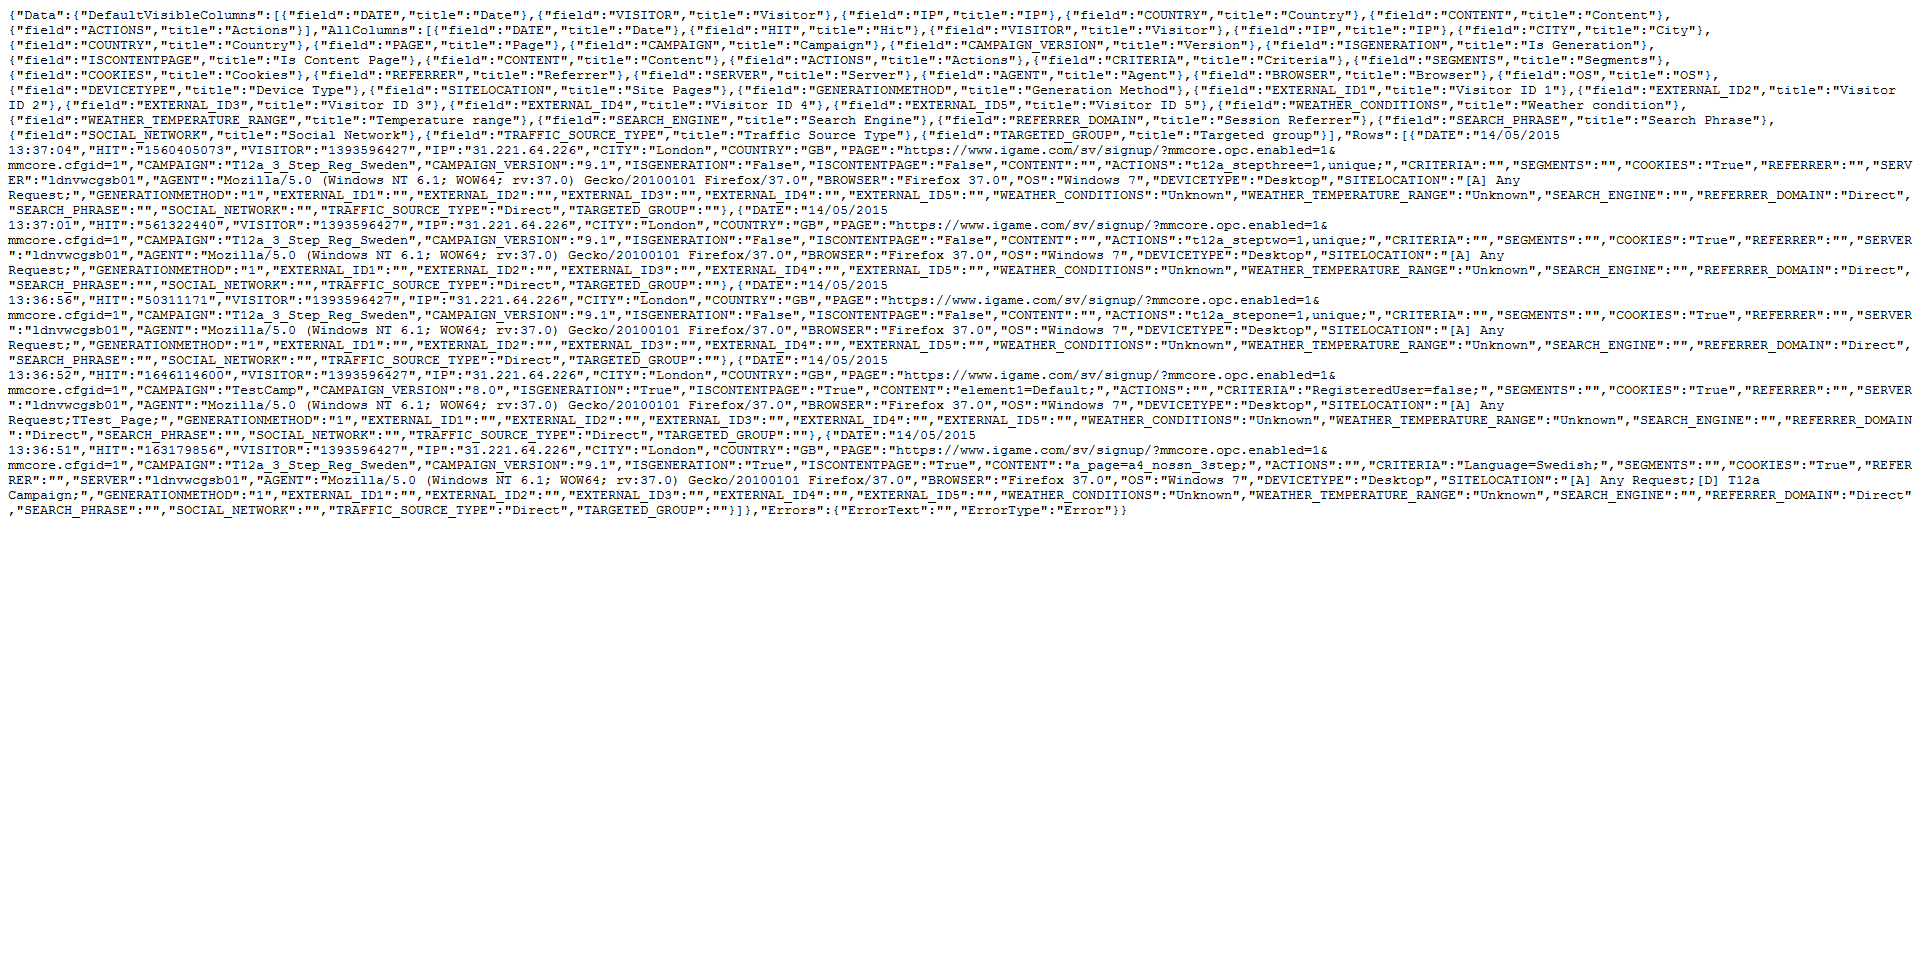 {"Data":{"DefaultVisibleColumns":[{"field":"DATE","title":"Date"},{"field":"VISITOR","title":"Visitor"},{"field":"IP","title":"IP"},{"field":"COUNTRY","title":"Country"},{"field":"CONTENT","title":"Content"},
{"field":"ACTIONS","title":"Actions"}],"AllColumns":[{"field":"DATE","title":"Date"},{"field":"HIT","title":"Hit"},{"field":"VISITOR","title":"Visitor"},{"field":"IP","title":"IP"},{"field":"CITY","title":"City"},
{"field":"COUNTRY","title":"Country"},{"field":"PAGE","title":"Page"},{"field":"CAMPAIGN","title":"Campaign"},{"field":"CAMPAIGN_VERSION","title":"Version"},{"field":"ISGENERATION","title":"Is Generation"},
{"field":"ISCONTENTPAGE","title":"Is Content Page"},{"field":"CONTENT","title":"Content"},{"field":"ACTIONS","title":"Actions"},{"field":"CRITERIA","title":"Criteria"},{"field":"SEGMENTS","title":"Segments"},
{"field":"COOKIES","title":"Cookies"},{"field":"REFERRER","title":"Referrer"},{"field":"SERVER","title":"Server"},{"field":"AGENT","title":"Agent"},{"field":"BROWSER","title":"Browser"},{"field":"OS","title":"OS"},
{"field":"DEVICETYPE","title":"Device Type"},{"field":"SITELOCATION","title":"Site Pages"},{"field":"GENERATIONMETHOD","title":"Generation Method"},{"field":"EXTERNAL_ID1","title":"Visitor ID 1"},{"field":"EXTERNAL_ID2","title":"Visitor
ID 2"},{"field":"EXTERNAL_ID3","title":"Visitor ID 3"},{"field":"EXTERNAL_ID4","title":"Visitor ID 4"},{"field":"EXTERNAL_ID5","title":"Visitor ID 5"},{"field":"WEATHER_CONDITIONS","title":"Weather condition"},
{"field":"WEATHER_TEMPERATURE_RANGE","title":"Temperature range"},{"field":"SEARCH_ENGINE","title":"Search Engine"},{"field":"REFERRER_DOMAIN","title":"Session Referrer"},{"field":"SEARCH_PHRASE","title":"Search Phrase"},
{"field":"SOCIAL_NETWORK","title":"Social Network"},{"field":"TRAFFIC_SOURCE_TYPE","title":"Traffic Source Type"},{"field":"TARGETED_GROUP","title":"Targeted group"}],"Rows":[{"DATE":"14/05/2015
13:37:04","HIT":"1560405073","VISITOR":"1393596427","IP":"31.221.64.226","CITY":"London","COUNTRY":"GB","PAGE":"https://www.igame.com/sv/signup/?mmcore.opc.enabled=1&
mmcore.cfgid=1","CAMPAIGN":"T12a_3_Step_Reg_Sweden","CAMPAIGN_VERSION":"9.1","ISGENERATION":"False","ISCONTENTPAGE":"False","CONTENT":"","ACTIONS":"t12a_stepthree=1,unique;","CRITERIA":"","SEGMENTS":"","COOKIES":"True","REFERRER":"","SERV
ER":"ldnvwcgsb01","AGENT":"Mozilla/5.0 (Windows NT 6.1; WOW64; rv:37.0) Gecko/20100101 Firefox/37.0","BROWSER":"Firefox 37.0","OS":"Windows 7","DEVICETYPE":"Desktop","SITELOCATION":"[A] Any
Request;","GENERATIONMETHOD":"1","EXTERNAL_ID1":"","EXTERNAL_ID2":"","EXTERNAL_ID3":"","EXTERNAL_ID4":"","EXTERNAL_ID5":"","WEATHER_CONDITIONS":"Unknown","WEATHER_TEMPERATURE_RANGE":"Unknown","SEARCH_ENGINE":"","REFERRER_DOMAIN":"Direct",
"SEARCH_PHRASE":"","SOCIAL_NETWORK":"","TRAFFIC_SOURCE_TYPE":"Direct","TARGETED_GROUP":""},{"DATE":"14/05/2015
13:37:01","HIT":"561322440","VISITOR":"1393596427","IP":"31.221.64.226","CITY":"London","COUNTRY":"GB","PAGE":"https://www.igame.com/sv/signup/?mmcore.opc.enabled=1&
mmcore.cfgid=1","CAMPAIGN":"T12a_3_Step_Reg_Sweden","CAMPAIGN_VERSION":"9.1","ISGENERATION":"False","ISCONTENTPAGE":"False","CONTENT":"","ACTIONS":"t12a_steptwo=1,unique;","CRITERIA":"","SEGMENTS":"","COOKIES":"True","REFERRER":"","SERVER
":"ldnvwcgsb01","AGENT":"Mozilla/5.0 (Windows NT 6.1; WOW64; rv:37.0) Gecko/20100101 Firefox/37.0","BROWSER":"Firefox 37.0","OS":"Windows 7","DEVICETYPE":"Desktop","SITELOCATION":"[A] Any
Request;","GENERATIONMETHOD":"1","EXTERNAL_ID1":"","EXTERNAL_ID2":"","EXTERNAL_ID3":"","EXTERNAL_ID4":"","EXTERNAL_ID5":"","WEATHER_CONDITIONS":"Unknown","WEATHER_TEMPERATURE_RANGE":"Unknown","SEARCH_ENGINE":"","REFERRER_DOMAIN":"Direct",
"SEARCH_PHRASE":"","SOCIAL_NETWORK":"","TRAFFIC_SOURCE_TYPE":"Direct","TARGETED_GROUP":""},{"DATE":"14/05/2015
13:36:56","HIT":"50311171","VISITOR":"1393596427","IP":"31.221.64.226","CITY":"London","COUNTRY":"GB","PAGE":"https://www.igame.com/sv/signup/?mmcore.opc.enabled=1&
mmcore.cfgid=1","CAMPAIGN":"T12a_3_Step_Reg_Sweden","CAMPAIGN_VERSION":"9.1","ISGENERATION":"False","ISCONTENTPAGE":"False","CONTENT":"","ACTIONS":"t12a_stepone=1,unique;","CRITERIA":"","SEGMENTS":"","COOKIES":"True","REFERRER":"","SERVER
":"ldnvwcgsb01","AGENT":"Mozilla/5.0 (Windows NT 6.1; WOW64; rv:37.0) Gecko/20100101 Firefox/37.0","BROWSER":"Firefox 37.0","OS":"Windows 7","DEVICETYPE":"Desktop","SITELOCATION":"[A] Any
Request;","GENERATIONMETHOD":"1","EXTERNAL_ID1":"","EXTERNAL_ID2":"","EXTERNAL_ID3":"","EXTERNAL_ID4":"","EXTERNAL_ID5":"","WEATHER_CONDITIONS":"Unknown","WEATHER_TEMPERATURE_RANGE":"Unknown","SEARCH_ENGINE":"","REFERRER_DOMAIN":"Direct",
"SEARCH_PHRASE":"","SOCIAL_NETWORK":"","TRAFFIC_SOURCE_TYPE":"Direct","TARGETED_GROUP":""},{"DATE":"14/05/2015
13:36:52","HIT":"1646114600","VISITOR":"1393596427","IP":"31.221.64.226","CITY":"London","COUNTRY":"GB","PAGE":"https://www.igame.com/sv/signup/?mmcore.opc.enabled=1&
mmcore.cfgid=1","CAMPAIGN":"TestCamp","CAMPAIGN_VERSION":"8.0","ISGENERATION":"True","ISCONTENTPAGE":"True","CONTENT":"element1=Default;","ACTIONS":"","CRITERIA":"RegisteredUser=false;","SEGMENTS":"","COOKIES":"True","REFERRER":"","SERVER
":"ldnvwcgsb01","AGENT":"Mozilla/5.0 (Windows NT 6.1; WOW64; rv:37.0) Gecko/20100101 Firefox/37.0","BROWSER":"Firefox 37.0","OS":"Windows 7","DEVICETYPE":"Desktop","SITELOCATION":"[A] Any
Request;TTest_Page;","GENERATIONMETHOD":"1","EXTERNAL_ID1":"","EXTERNAL_ID2":"","EXTERNAL_ID3":"","EXTERNAL_ID4":"","EXTERNAL_ID5":"","WEATHER_CONDITIONS":"Unknown","WEATHER_TEMPERATURE_RANGE":"Unknown","SEARCH_ENGINE":"","REFERRER_DOMAIN
":"Direct","SEARCH_PHRASE":"","SOCIAL_NETWORK":"","TRAFFIC_SOURCE_TYPE":"Direct","TARGETED_GROUP":""},{"DATE":"14/05/2015
13:36:51","HIT":"163179856","VISITOR":"1393596427","IP":"31.221.64.226","CITY":"London","COUNTRY":"GB","PAGE":"https://www.igame.com/sv/signup/?mmcore.opc.enabled=1&
mmcore.cfgid=1","CAMPAIGN":"T12a_3_Step_Reg_Sweden","CAMPAIGN_VERSION":"9.1","ISGENERATION":"True","ISCONTENTPAGE":"True","CONTENT":"a_page=a4_nossn_3step;","ACTIONS":"","CRITERIA":"Language=Swedish;","SEGMENTS":"","COOKIES":"True","REFER
RER":"","SERVER":"ldnvwcgsb01","AGENT":"Mozilla/5.0 (Windows NT 6.1; WOW64; rv:37.0) Gecko/20100101 Firefox/37.0","BROWSER":"Firefox 37.0","OS":"Windows 7","DEVICETYPE":"Desktop","SITELOCATION":"[A] Any Request;[D] T12a
Campaign;","GENERATIONMETHOD":"1","EXTERNAL_ID1":"","EXTERNAL_ID2":"","EXTERNAL_ID3":"","EXTERNAL_ID4":"","EXTERNAL_ID5":"","WEATHER_CONDITIONS":"Unknown","WEATHER_TEMPERATURE_RANGE":"Unknown","SEARCH_ENGINE":"","REFERRER_DOMAIN":"Direct"
,"SEARCH_PHRASE":"","SOCIAL_NETWORK":"","TRAFFIC_SOURCE_TYPE":"Direct","TARGETED_GROUP":""}]},"Errors":{"ErrorText":"","ErrorType":"Error"}}